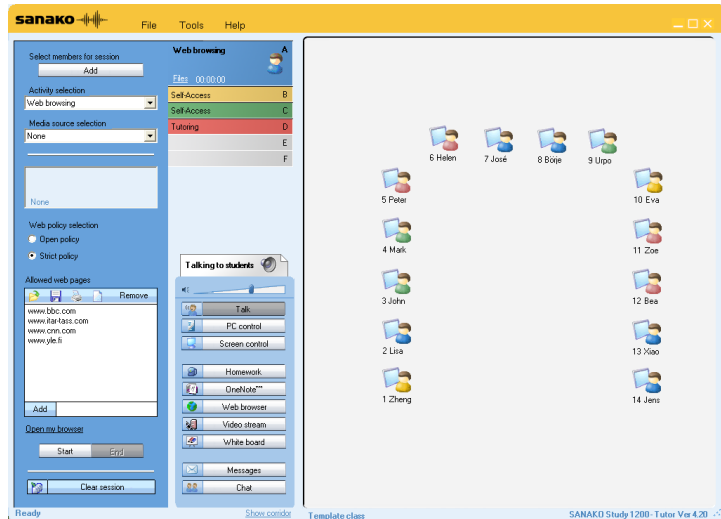 sanako
File Tools Help
Select members for session
Add
Activity selection
Web browsing
Media source selection
None
None
Web policy selection
Open policy
Strict policy
Allowed web pages
Remove
www.bbc.com
www.itar-tass.com
www.cnn.com
www.yle.fi
Add
Open my browser
Start End
Clear session
Ready
Web browsing A
Files 00:00:00
Self-Access B
Self-Access C
Tutoring D
E
F
Talking to students
Talk
PC control
Screen control
Homework
OneNote™
Web browser
Video stream
White board
Messages
Chat
Show corridor
6 Helen 7 José 8 Börje 9 Urpo
5 Peter 10 Eva
4 Mark 11 Zoe
3 John 12 Bea
2 Lisa 13 Xiao
1 Zheng 14 Jens
Template class SANAKO Study 1200 - Tutor Ver 4.20